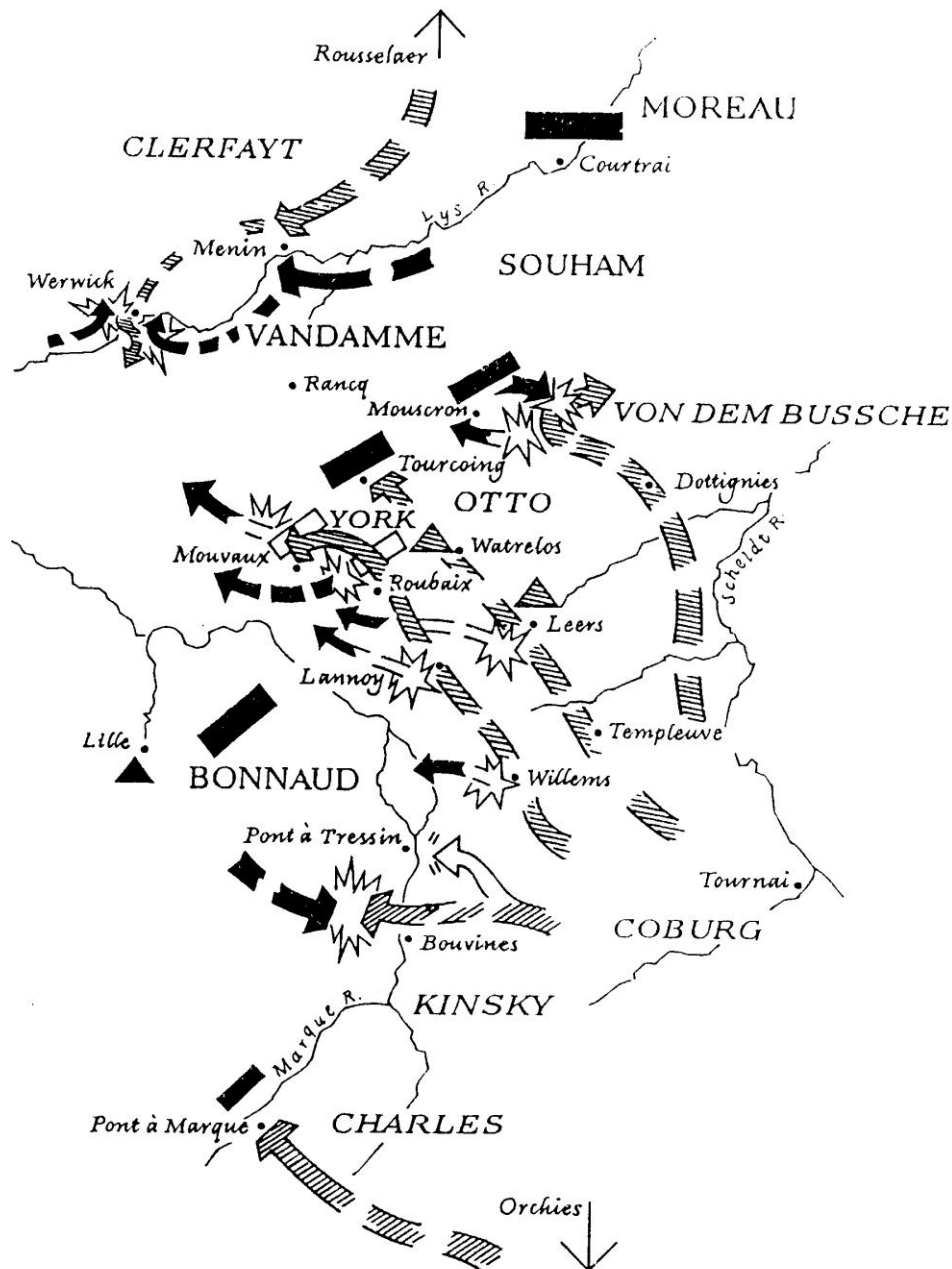 Rousselaer
MOREAU
CLERFAYT
Courtrai
Lys R.
Menin
SOUHAM
Werwick
VANDAMME
Rancq
Mouscron
VON DEM BUSSCHE
Tourcoing
OTTO
Dottignies
YORK
Watrelos
Scheldt R.
Mouvaux
Roubaix
Leers
Lannoy
Templeuve
Lille
BONNAUD
Willems
Pont à Tressin
Tournai
COBURG
Bouvines
KINSKY
Marque R.
Pont à Marque
CHARLES
Orchies